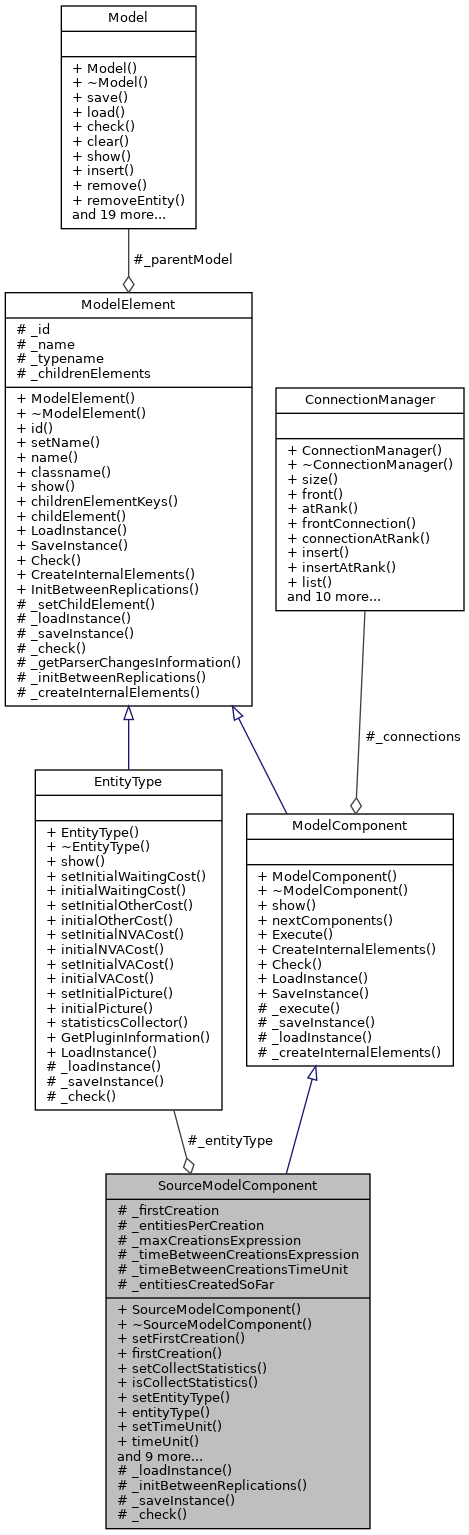 Model
+ Model()
+ ~Model()
+ save()
+ load()
+ check()
+ clear()
+ show()
+ insert()
+ remove()
+ removeEntity()
and 19 more...
#_parentModel
ModelElement
# _id
# _name
# _typename
# _childrenElements
+ ModelElement()
+ ~ModelElement()
+ id()
+ setName()
+ name()
+ classname()
+ show()
+ childrenElementKeys()
+ childElement()
+ LoadInstance()
+ SaveInstance()
+ Check()
+ CreateInternalElements()
+ InitBetweenReplications()
# _setChildElement()
# _loadInstance()
# _saveInstance()
# _check()
# _getParserChangesInformation()
# _initBetweenReplications()
# _createInternalElements()
ConnectionManager
+ ConnectionManager()
+ ~ConnectionManager()
+ size()
+ front()
+ atRank()
+ frontConnection()
+ connectionAtRank()
+ insert()
+ insertAtRank()
+ list()
and 10 more...
#_connections
EntityType
+ EntityType()
+ ~EntityType()
+ show()
+ setInitialWaitingCost()
+ initialWaitingCost()
+ setInitialOtherCost()
+ initialOtherCost()
+ setInitialNVACost()
+ initialNVACost()
+ setInitialVACost()
+ initialVACost()
+ setInitialPicture()
+ initialPicture()
+ statisticsCollector()
+ GetPluginInformation()
+ LoadInstance()
# _loadInstance()
# _saveInstance()
# _check()
ModelComponent
+ ModelComponent()
+ ~ModelComponent()
+ show()
+ nextComponents()
+ Execute()
+ CreateInternalElements()
+ Check()
+ LoadInstance()
+ SaveInstance()
# _execute()
# _saveInstance()
# _loadInstance()
# _createInternalElements()
#_entityType
SourceModelComponent
# _firstCreation
# _entitiesPerCreation
# _maxCreationsExpression
# _timeBetweenCreationsExpression
# _timeBetweenCreationsTimeUnit
# _entitiesCreatedSoFar
+ SourceModelComponent()
+ ~SourceModelComponent()
+ setFirstCreation()
+ firstCreation()
+ setCollectStatistics()
+ isCollectStatistics()
+ setEntityType()
+ entityType()
+ setTimeUnit()
+ timeUnit()
and 9 more...
# _loadInstance()
# _initBetweenReplications()
# _saveInstance()
# _check()